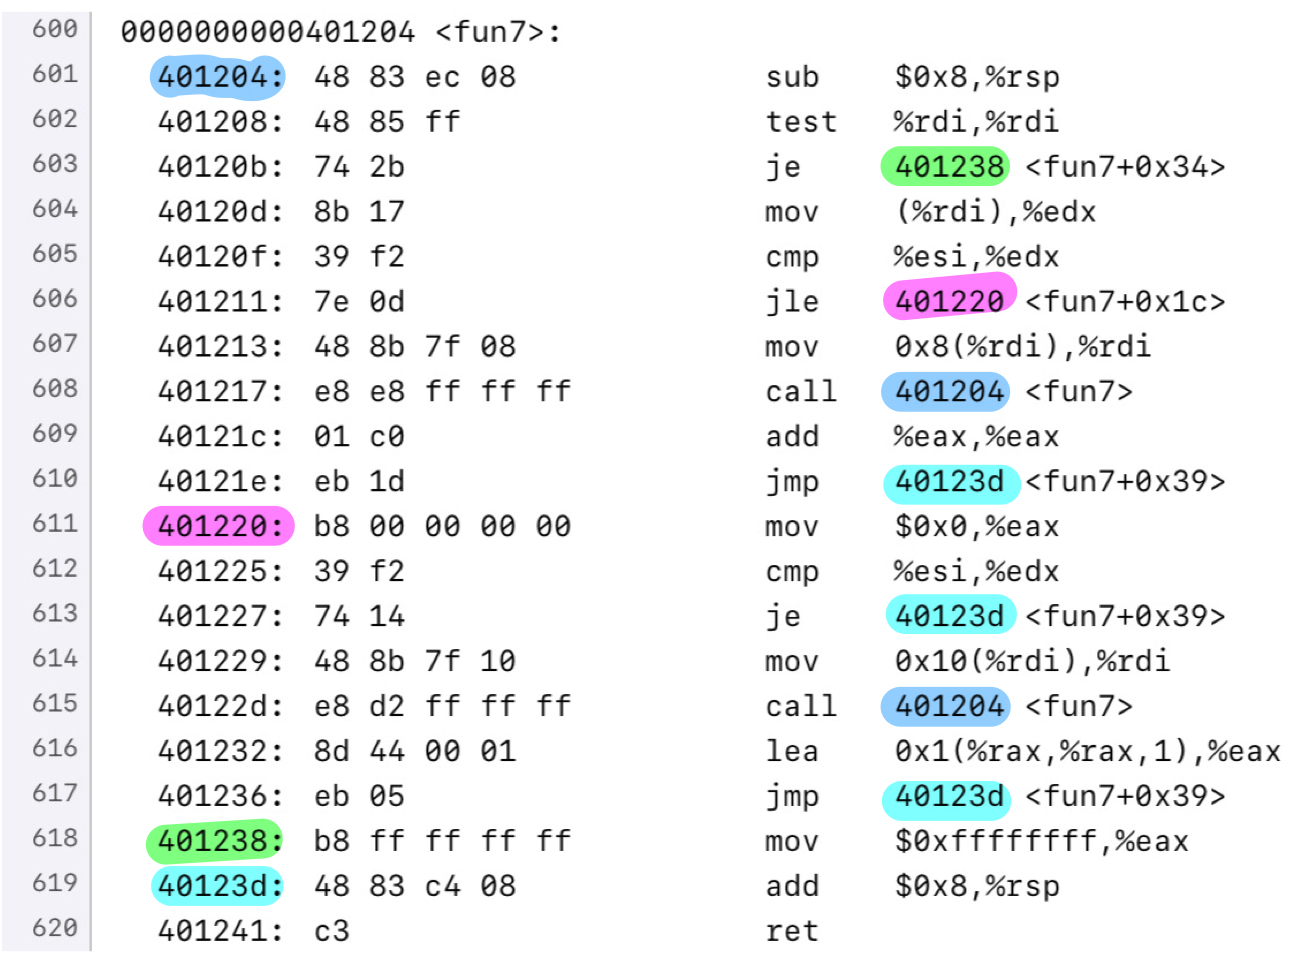 600 0000000000401204 <fun7>:
601 401204: 48 83 ec 08 sub $0x8,%rsp
602 401208: 48 85 ff test %rdi,%rdi
603 40120b: 74 2b je 401238 <fun7+0x34>
604 40120d: 8b 17 mov (%rdi),%edx
605 40120f: 39 f2 cmp %esi,%edx
606 401211: 7e 0d jle 401220 <fun7+0x1c>
607 401213: 48 8b 7f 08 mov 0x8(%rdi),%rdi
608 401217: e8 e8 ff ff ff call 401204 <fun7>
609 40121c: 01 c0 add %eax,%eax
610 40121e: eb 1d jmp 40123d <fun7+0x39>
611 401220: b8 00 00 00 00 mov $0x0,%eax
612 401225: 39 f2 cmp %esi,%edx
613 401227: 74 14 je 40123d <fun7+0x39>
614 401229: 48 8b 7f 10 mov 0x10(%rdi),%rdi
615 40122d: e8 d2 ff ff ff call 401204 <fun7>
616 401232: 8d 44 00 01 lea 0x1(%rax,%rax,1),%eax
617 401236: eb 05 jmp 40123d <fun7+0x39>
618 401238: b8 ff ff ff ff mov $0xffffffff,%eax
619 40123d: 48 83 c4 08 add $0x8,%rsp
620 401241: c3 ret